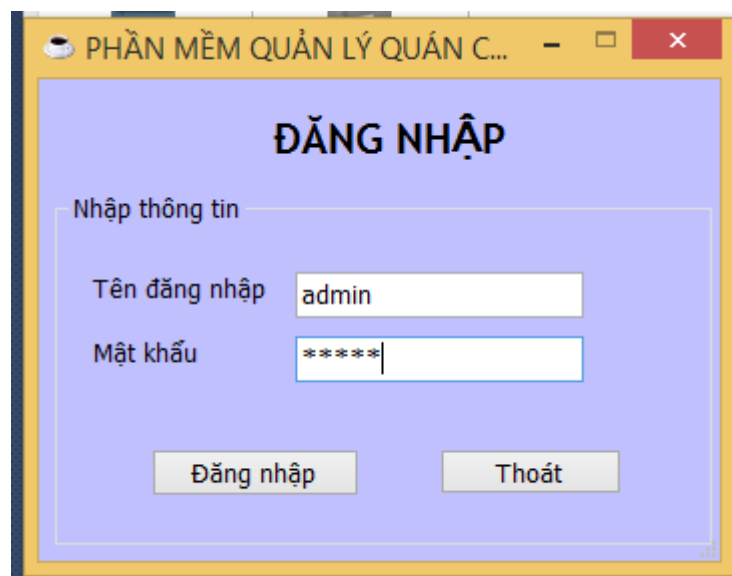 PHẦN MỀM QUẢN LÝ QUÁN C...
ĐĂNG NHẬP
Nhập thông tin
Tên đăng nhập admin
Mật khẩu *****
Đăng nhập Thoát